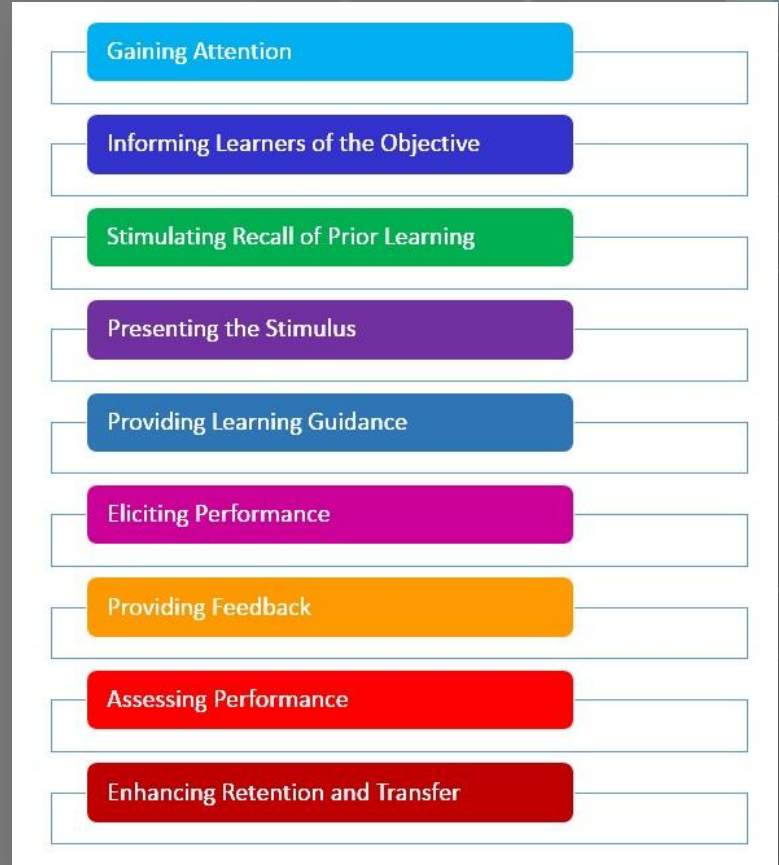 Gaining Attention
Informing Learners of the Objective
Stimulating Recall of Prior Learning
Presenting the Stimulus
Providing Learning Guidance
Eliciting Performance
Providing Feedback
Assessing Performance
Enhancing Retention and Transfer